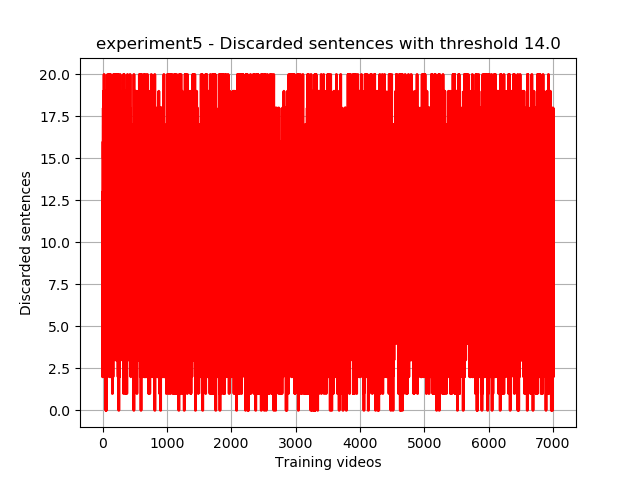 experiment5 - Discarded sentences with threshold 14.0
20.0
17.5
15.0
12.5
10.0
7.5
5.0
2.5
0.0
Discarded sentences
0 1000 2000 3000 4000 5000 6000 7000
Training videos